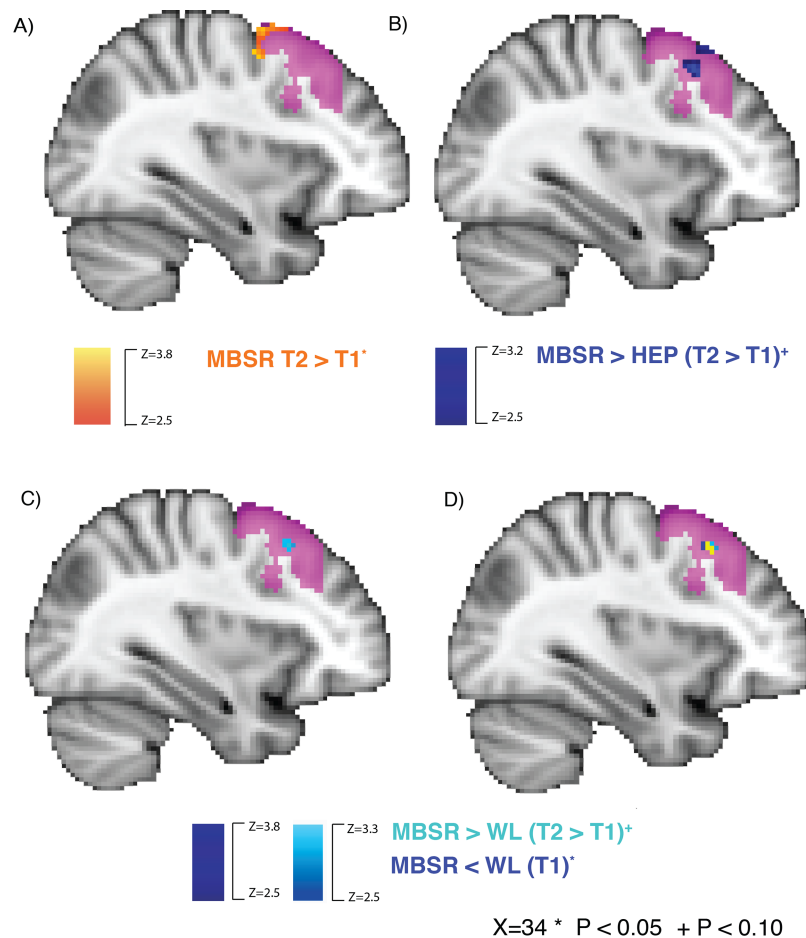 A)
B)
Z=3.8
MBSR T2 > T1*
Z=2.5
Z=3.2
MBSR > HEP (T2 > T1)+
Z=2.5
C)
D)
Z=3.8
Z=2.5
Z=3.3
Z=2.5
MBSR > WL (T2 > T1)+
MBSR < WL (T1)*
X=34 * P < 0.05 + P < 0.10